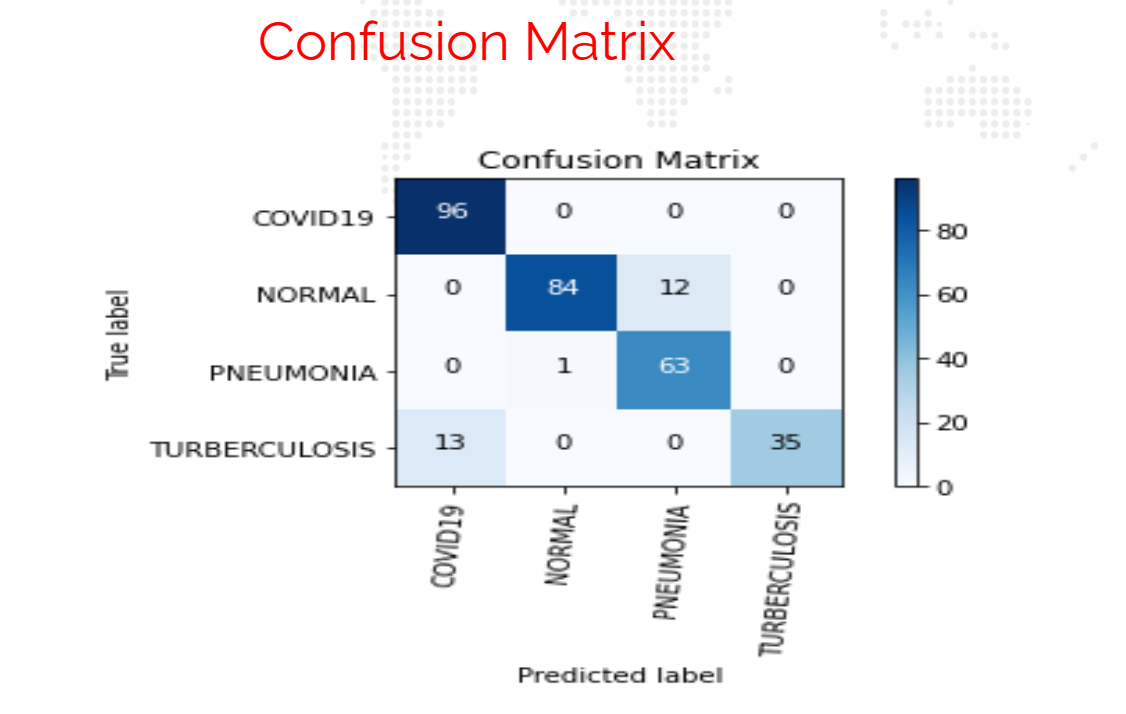 Confusion Matrix
Confusion Matrix
True label
COVID19 96 0 0 0
NORMAL 0 84 12 0
PNEUMONIA 0 1 63 0
TURBERCULOSIS 13 0 0 35
COVID19 NORMAL PNEUMONIA TURBERCULOSIS
Predicted label
80
60
40
20
0